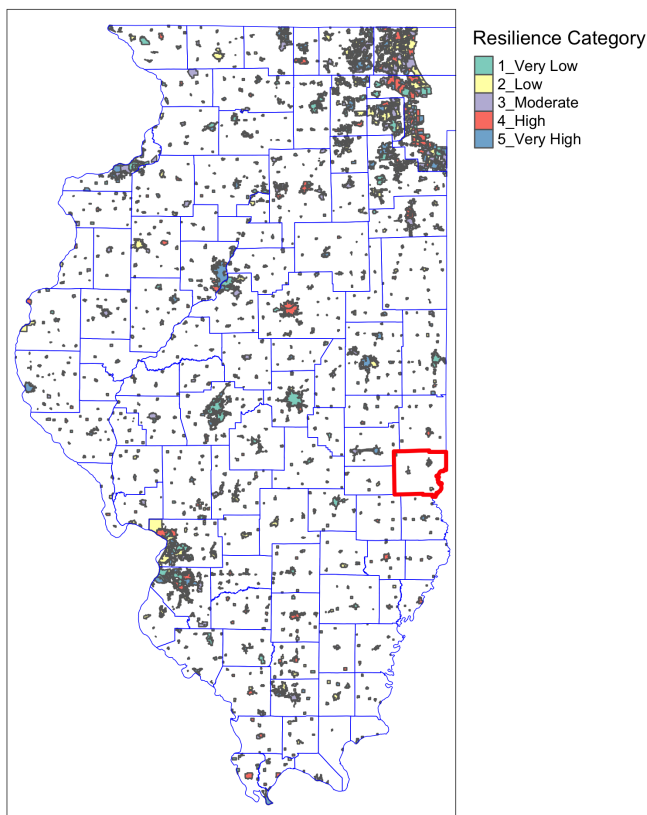 Resilience Category
1_Very Low
2_Low
3_Moderate
4_High
5_Very High